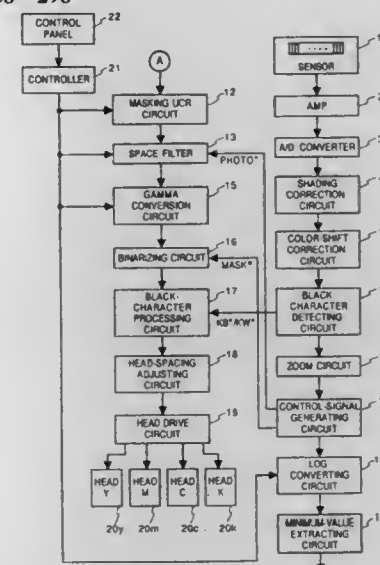 CONTROL
PANEL
22
CONTROLLER
21
A
MASKING UCR
CIRCUIT
12
SPACE FILTER
13
PHOTO*
GAMMA
CONVERSION
CIRCUIT
15
BINARIZING CIRCUIT
16
MASK*
BLACK-
CHARACTER
PROCESSING
CIRCUIT
17
KB*/KW*
HEAD-SPACING
ADJUSTING
CIRCUIT
18
HEAD DRIVE
CIRCUIT
19
HEAD
Y
HEAD
M
HEAD
C
HEAD
K
20y
20m
20c
20k
SENSOR
AMP
A/D CONVERTER
SHADING
CORRECTION
CIRCUIT
COLOR SHIFT
CORRECTION
CIRCUIT
BLACK
CHARACTER
DETECTING
CIRCUIT
ZOOM CIRCUIT
CONTROL-SIGNAL
GENERATING
CIRCUIT
LOG
CONVERTING
CIRCUIT
MINIMUM-VALUE
EXTRACTING
CIRCUIT